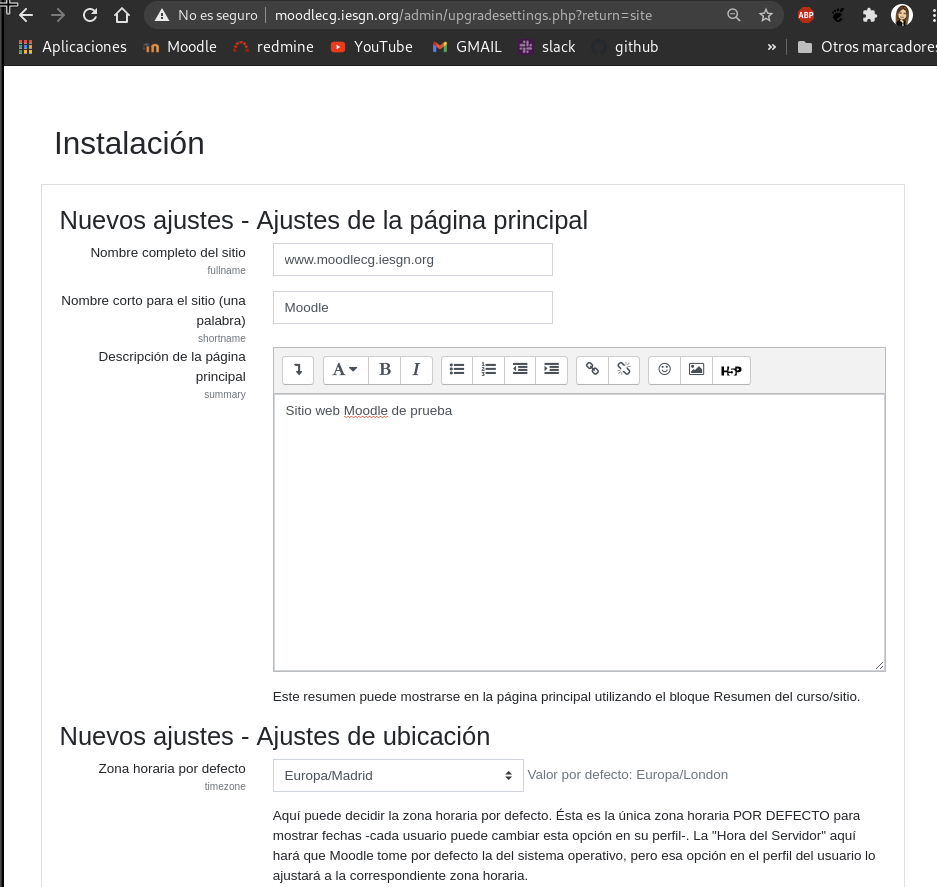 No es seguro moodlecg.iesgn.org/admin/upgradesettings.php?return=site ABP
Aplicaciones Moodle redmine YouTube GMAIL slack github » Otros marcadores
Instalación
Nuevos ajustes - Ajustes de la página principal
Nombre completo del sitio www.moodlecg.iesgn.org
fullname
Nombre corto para el sitio (una Moodle
palabra)
shortname
Descripción de la página
principal
summary
A B I H-P
Sitio web Moodle de prueba
Este resumen puede mostrarse en la página principal utilizando el bloque Resumen del curso/sitio.
Nuevos ajustes - Ajustes de ubicación
Zona horaria por defecto Europa/Madrid Valor por defecto: Europa/London
timezone
Aquí puede decidir la zona horaria por defecto. Ésta es la única zona horaria POR DEFECTO para
mostrar fechas -cada usuario puede cambiar esta opción en su perfil-. La "Hora del Servidor" aquí
hará que Moodle tome por defecto la del sistema operativo, pero esa opción en el perfil del usuario lo
ajustará a la correspondiente zona horaria.